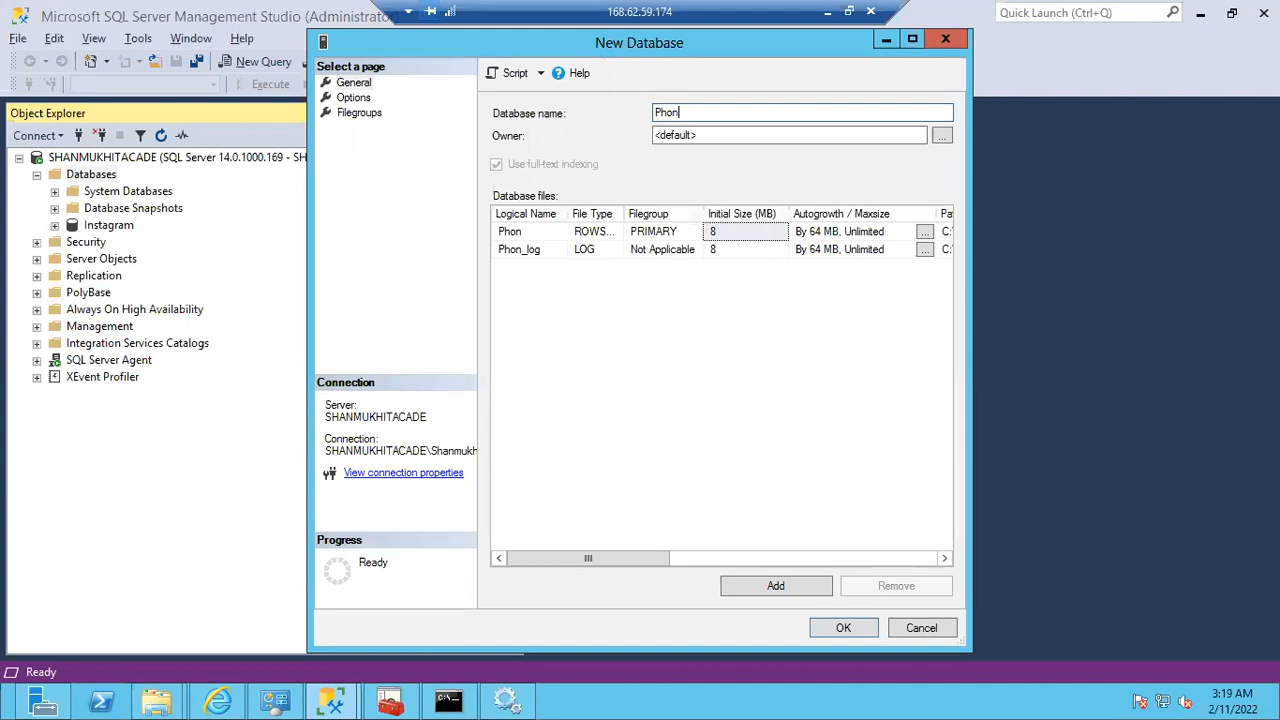 Microsoft SQL Server Management Studio (Administrator)
168.62.59.174
Quick Launch (Ctrl+Q)
File Edit View Tools Window Help
New Query
Execute
Object Explorer
Connect
SHANMUKHITACADE (SQL Server 14.0.1000.169 - SH
Databases
System Databases
Database Snapshots
Instagram
Security
Server Objects
Replication
PolyBase
Always On High Availability
Management
Integration Services Catalogs
SQL Server Agent
XEvent Profiler
New Database
Select a page
General
Options
Filegroups
Connection
Server:
SHANMUKHITACADE
Connection:
SHANMUKHITACADE\Shanmukh
View connection properties
Progress
Ready
Script Help
Database name: Phon
Owner: <default> ...
Use full-text indexing
Database files:
Logical Name File Type Filegroup Initial Size (MB) Autogrowth / Maxsize Pa
Phon ROWS... PRIMARY 8 By 64 MB, Unlimited ... C:\
Phon_log LOG Not Applicable 8 By 64 MB, Unlimited ... C:\
Add Remove
OK Cancel
Ready
3:19 AM
2/11/2022